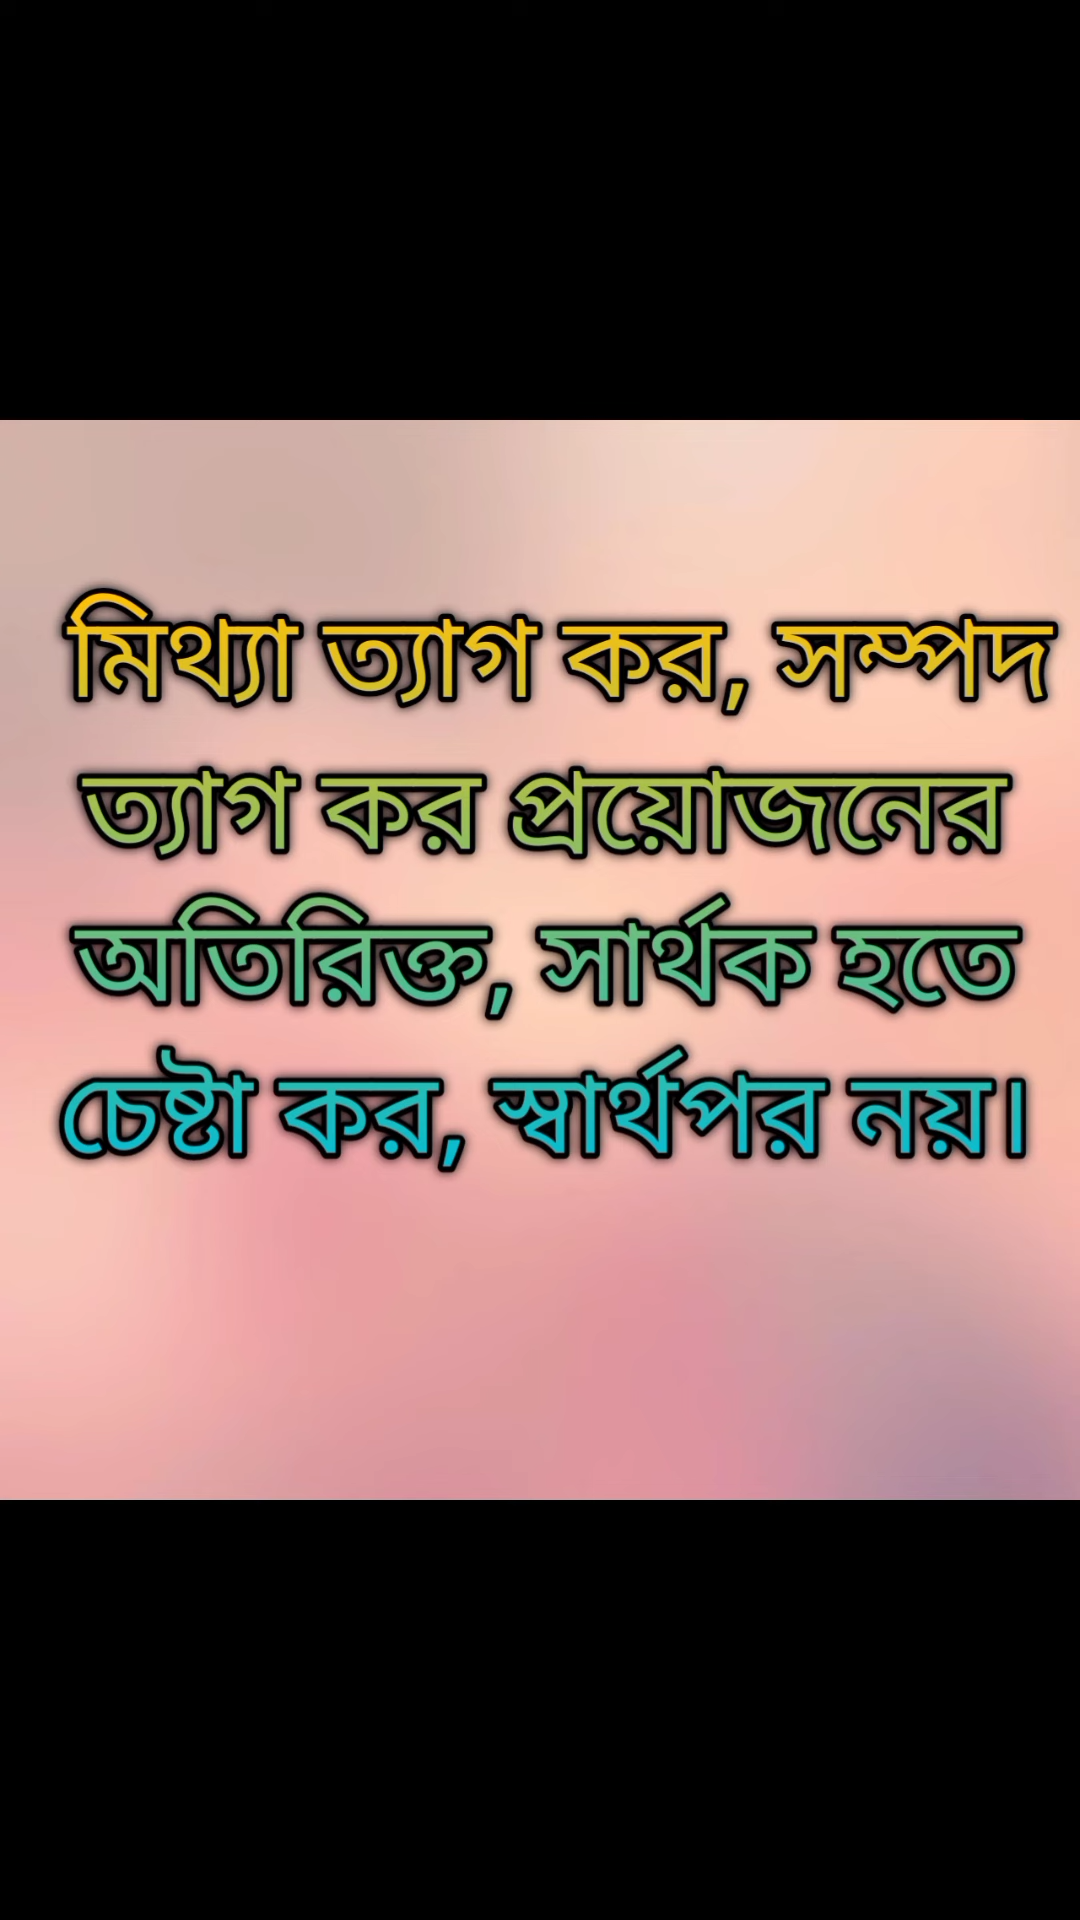 মিথ্যা ত্যাগ কর, সম্পদ
ত্যাগ কর প্রয়োজনের
অতিরিক্ত, সার্থক হতে
চেষ্টা কর, স্বার্থপর নয়।